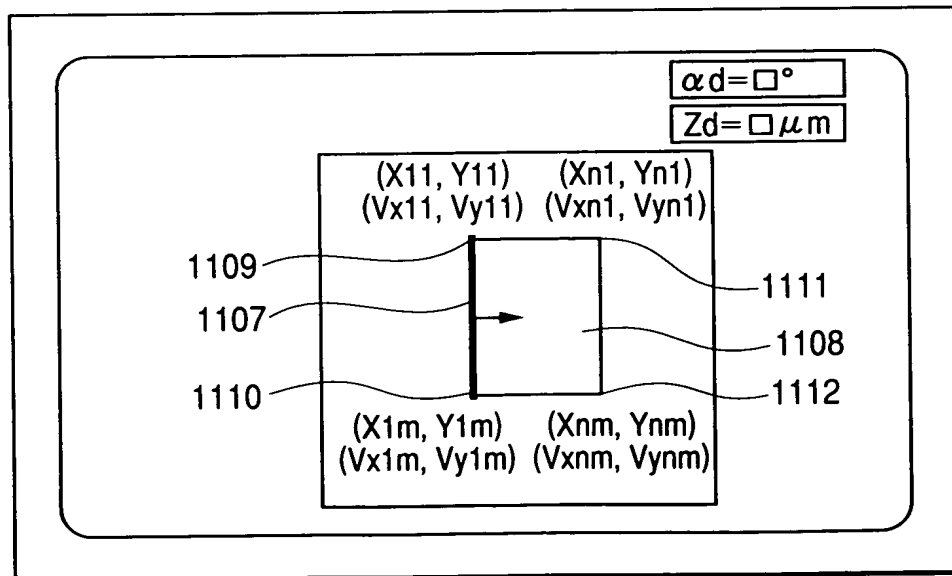 αd=□°
Zd=□μm
(X11, Y11) (Xn1, Yn1)
(Vx11, Vy11) (Vxn1, Vyn1)
1109
1111
1107
1108
1110
1112
(X1m, Y1m) (Xnm, Ynm)
(Vx1m, Vy1m) (Vxnm, Vynm)